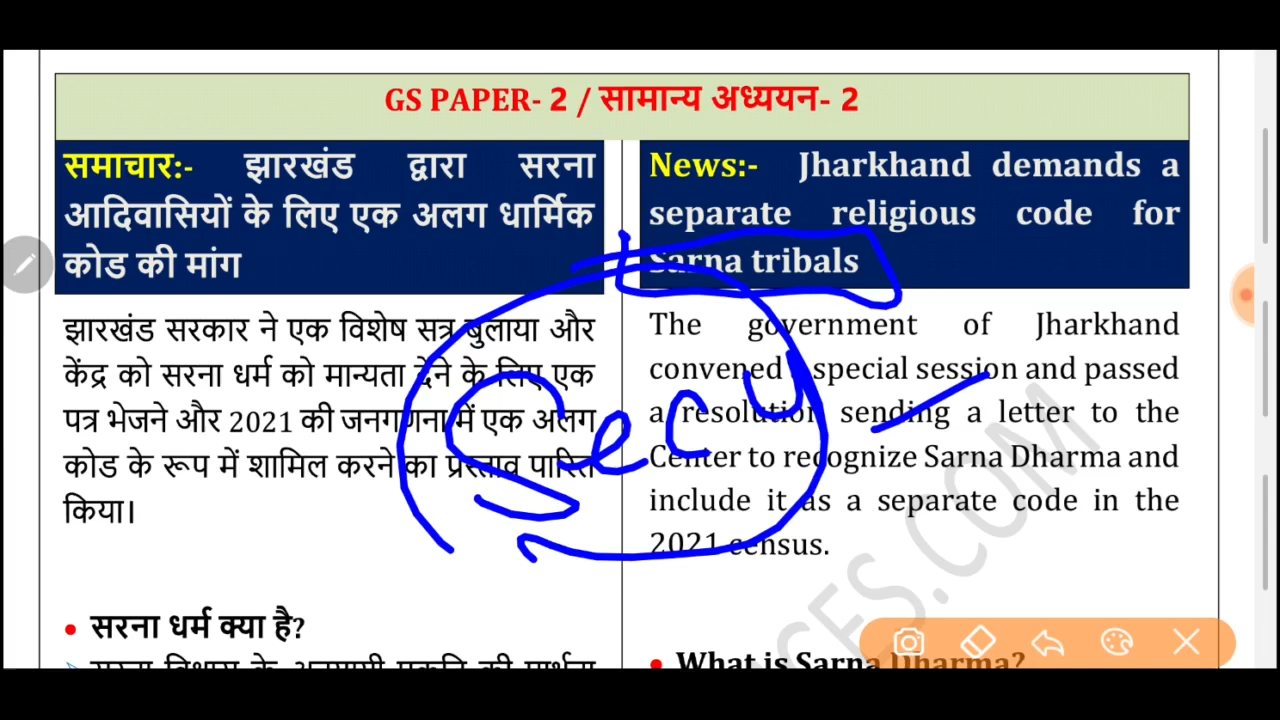 GS PAPER- 2 / सामान्य अध्ययन- 2
समाचार:- झारखंड द्वारा सरना
आदिवासियों के लिए एक अलग धार्मिक
कोड की मांग
झारखंड सरकार ने एक विशेष सत्र बुलाया और
केंद्र को सरना धर्म को मान्यता देने के लिए एक
पत्र भेजने और 2021 की जनगणना में एक अलग
कोड के रूप में शामिल करने का प्रस्ताव पारित
किया।
• सरना धर्म क्या है?
News:- Jharkhand demands a
separate religious code for
Sarna tribals
The government of Jharkhand
convened a special session and passed
a resolution sending a letter to the
Center to recognize Sarna Dharma and
include it as a separate code in the
2021 census.
• What is Sarna Dharma?
Secy